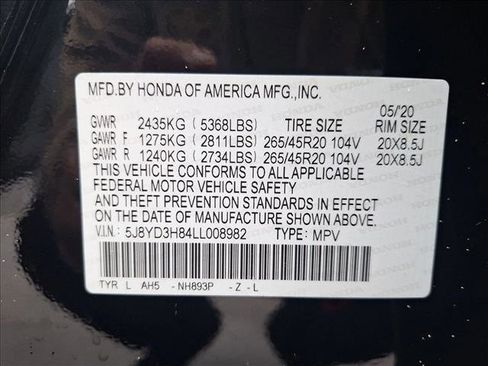 MFD.BY HONDA OF AMERICA MFG.,INC.
05/'20
GVWR 2435KG (5368LBS) TIRE SIZE RIM SIZE
GAWR F 1275KG (2811LBS) 265/45R20 104V 20X8.5J
GAWR R 1240KG (2734LBS) 265/45R20 104V 20X8.5J
THIS VEHICLE CONFORMS TO ALL APPLICABLE
FEDERAL MOTOR VEHICLE SAFETY
AND THEFT PREVENTION STANDARDS IN EFFECT
ON THE DATE OF MANUFACTURE SHOWN ABOVE.
V.I.N.: 5J8YD3H84LL008982 TYPE: MPV
TYR L AH5 -NH893P -Z-L